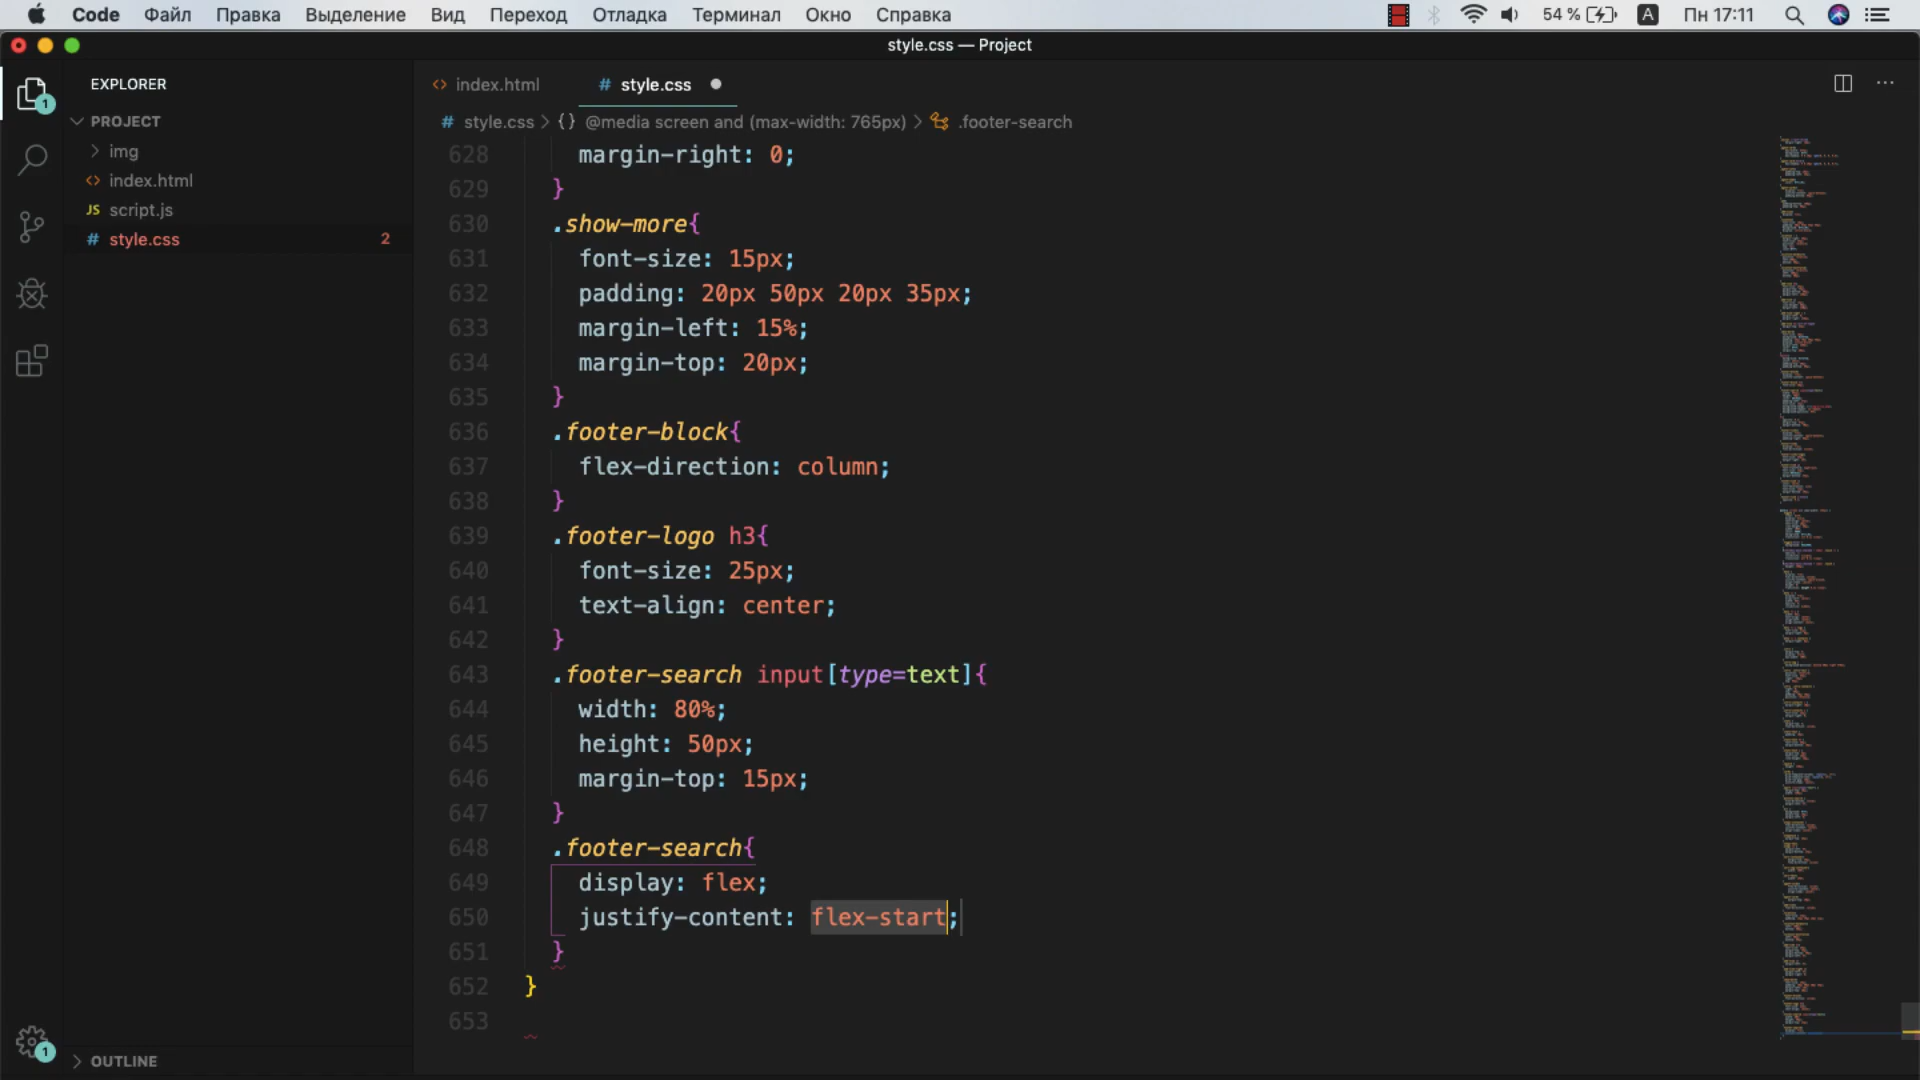 Code Файл Правка Выделение Вид Переход Отладка Терминал Окно Справка 54 % A Пн 17:11
style.css — Project
EXPLORER
PROJECT
img
index.html
JS script.js
# style.css 2
OUTLINE
1
1
index.html # style.css
# style.css > {} @media screen and (max-width: 765px) > .footer-search
628 margin-right: 0;
629 }
630 .show-more{
631 font-size: 15px;
632 padding: 20px 50px 20px 35px;
633 margin-left: 15%;
634 margin-top: 20px;
635 }
636 .footer-block{
637 flex-direction: column;
638 }
639 .footer-logo h3{
640 font-size: 25px;
641 text-align: center;
642 }
643 .footer-search input[type=text]{
644 width: 80%;
645 height: 50px;
646 margin-top: 15px;
647 }
648 .footer-search{
649 display: flex;
650 justify-content: flex-start;
651 }
652 }
653